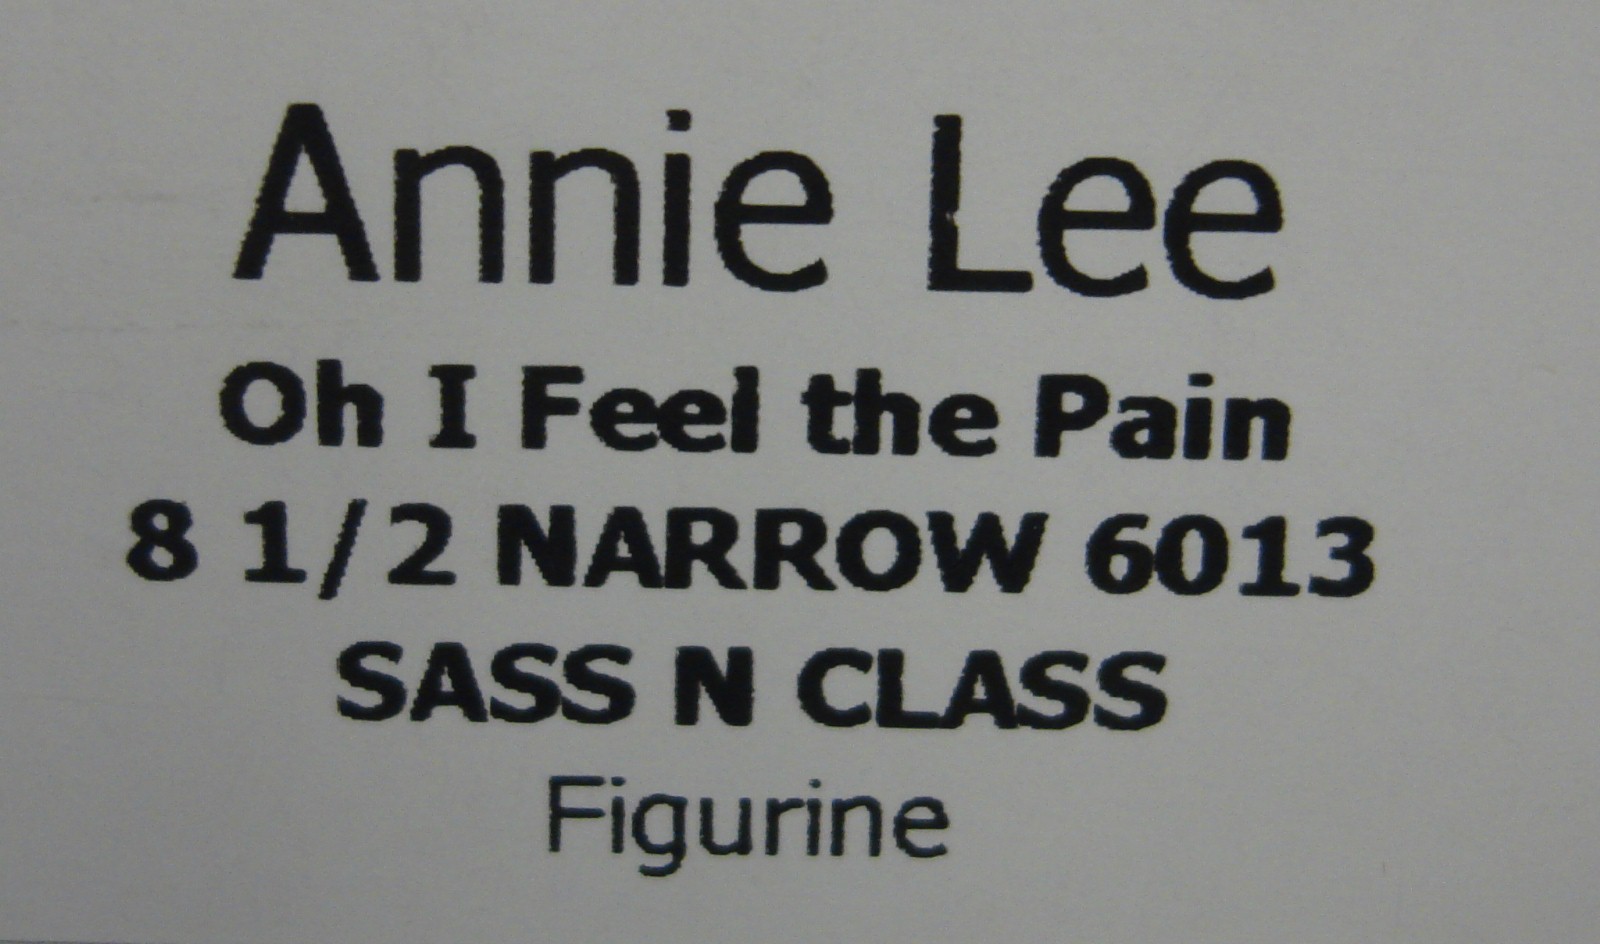 Annie Lee
Oh I Feel the Pain
8 1/2 NARROW 6013
SASS N CLASS
Figurine